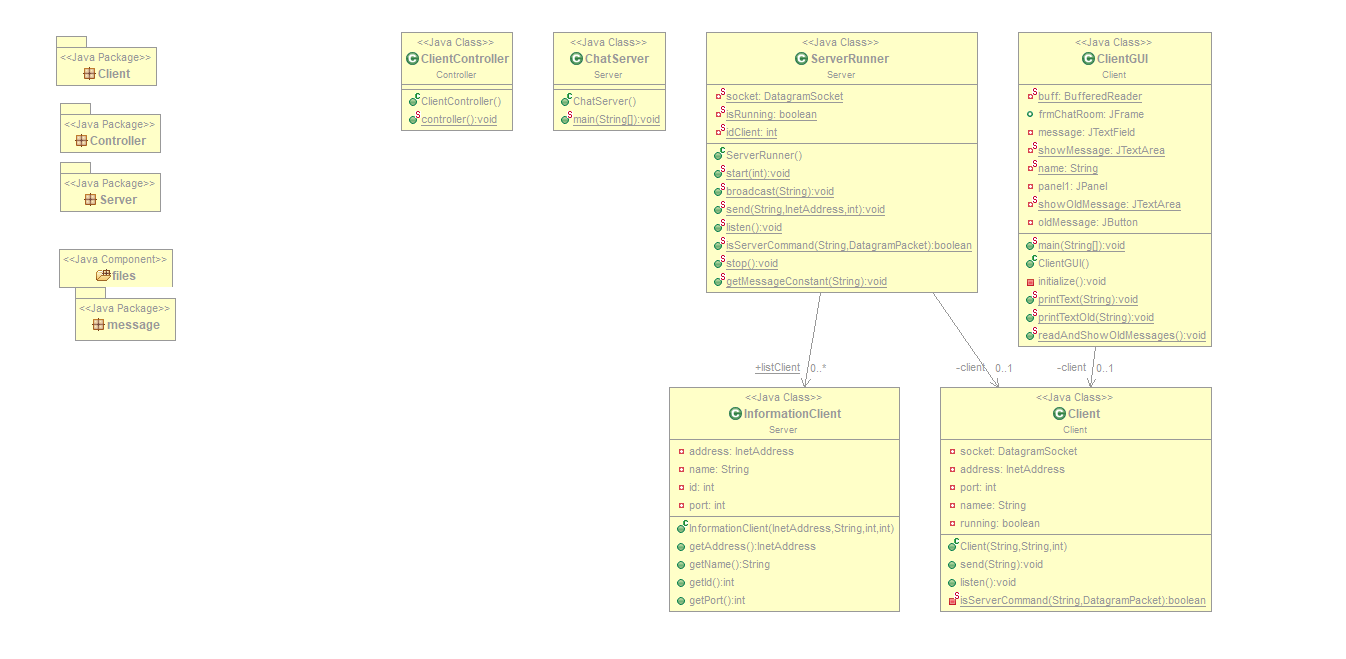 <<Java Package>>
Client
<<Java Package>>
Controller
<<Java Package>>
Server
<<Java Component>>
files
<<Java Package>>
message
<<Java Class>>
ClientController
Controller
ClientController()
controller():void
<<Java Class>>
ChatServer
Server
ChatServer()
main(String[]):void
<<Java Class>>
ServerRunner
Server
socket: DatagramSocket
isRunning: boolean
idClient: int
ServerRunner()
start(int):void
broadcast(String):void
send(String,InetAddress,int):void
listen():void
isServerCommand(String,DatagramPacket):boolean
stop():void
getMessageConstant(String):void
<<Java Class>>
ClientGUI
Client
buff: BufferedReader
frmChatRoom: JFrame
message: JTextField
showMessage: JTextArea
name: String
panel1: JPanel
showOldMessage: JTextArea
oldMessage: JButton
main(String[]):void
ClientGUI()
initialize():void
printText(String):void
printTextOld(String):void
readAndShowOldMessages():void
+listClient 0..*
-client 0..1
-client 0..1
<<Java Class>>
InformationClient
Server
address: InetAddress
name: String
id: int
port: int
InformationClient(InetAddress,String,int,int)
getAddress():InetAddress
getName():String
getId():int
getPort():int
<<Java Class>>
Client
Client
socket: DatagramSocket
address: InetAddress
port: int
namee: String
running: boolean
Client(String,String,int)
send(String):void
listen():void
isServerCommand(String,DatagramPacket):boolean